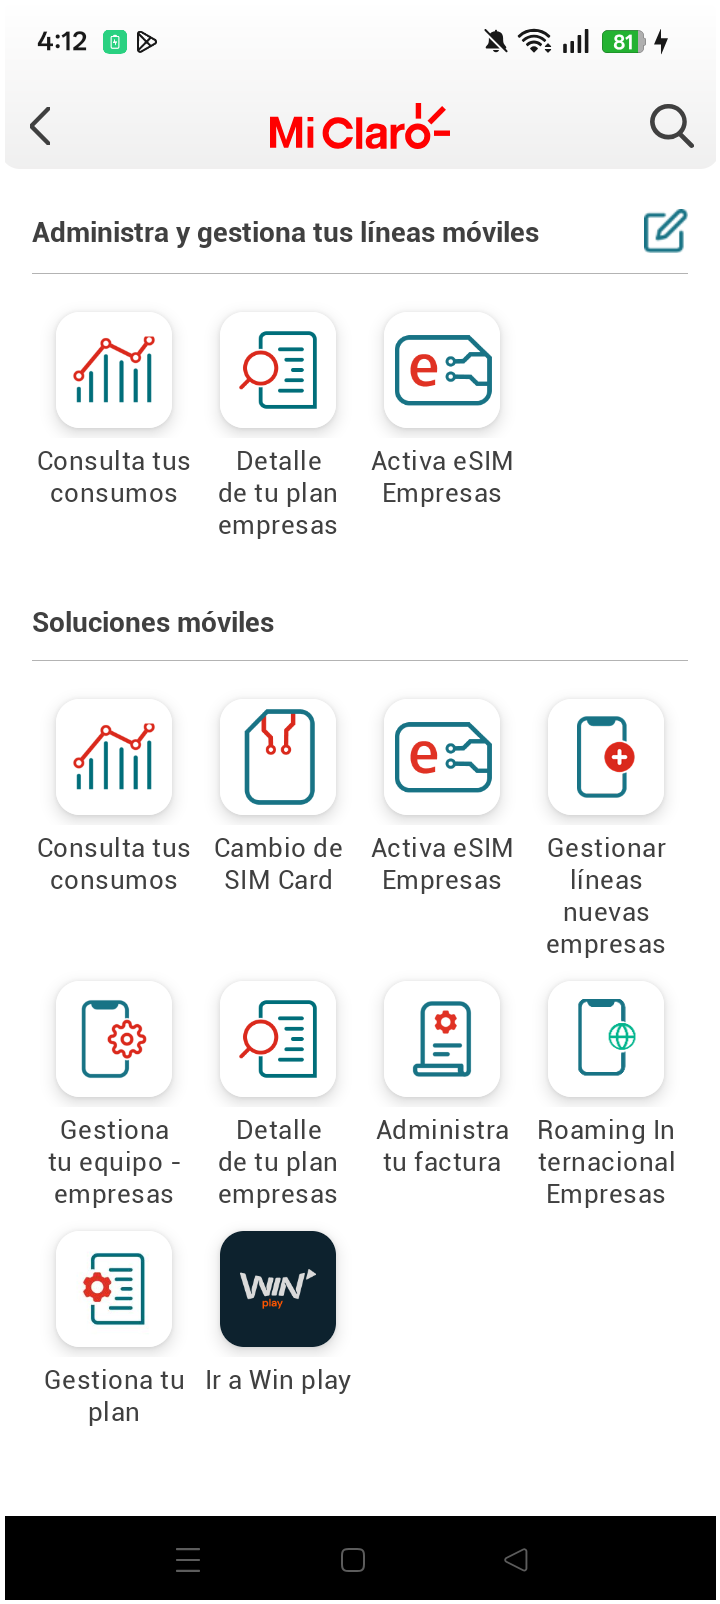 4:12
81
Mi Claro
Administra y gestiona tus líneas móviles
e
Consulta tus
consumos
Detalle
de tu plan
empresas
Activa eSIM
Empresas
Soluciones móviles
e
Consulta tus
consumos
Cambio de
SIM Card
Activa eSIM
Empresas
Gestionar
líneas
nuevas
empresas
Gestiona
tu equipo -
empresas
Detalle
de tu plan
empresas
Administra
tu factura
Roaming In
ternacional
Empresas
WIN
play
Gestiona tu
plan
Ir a Win play